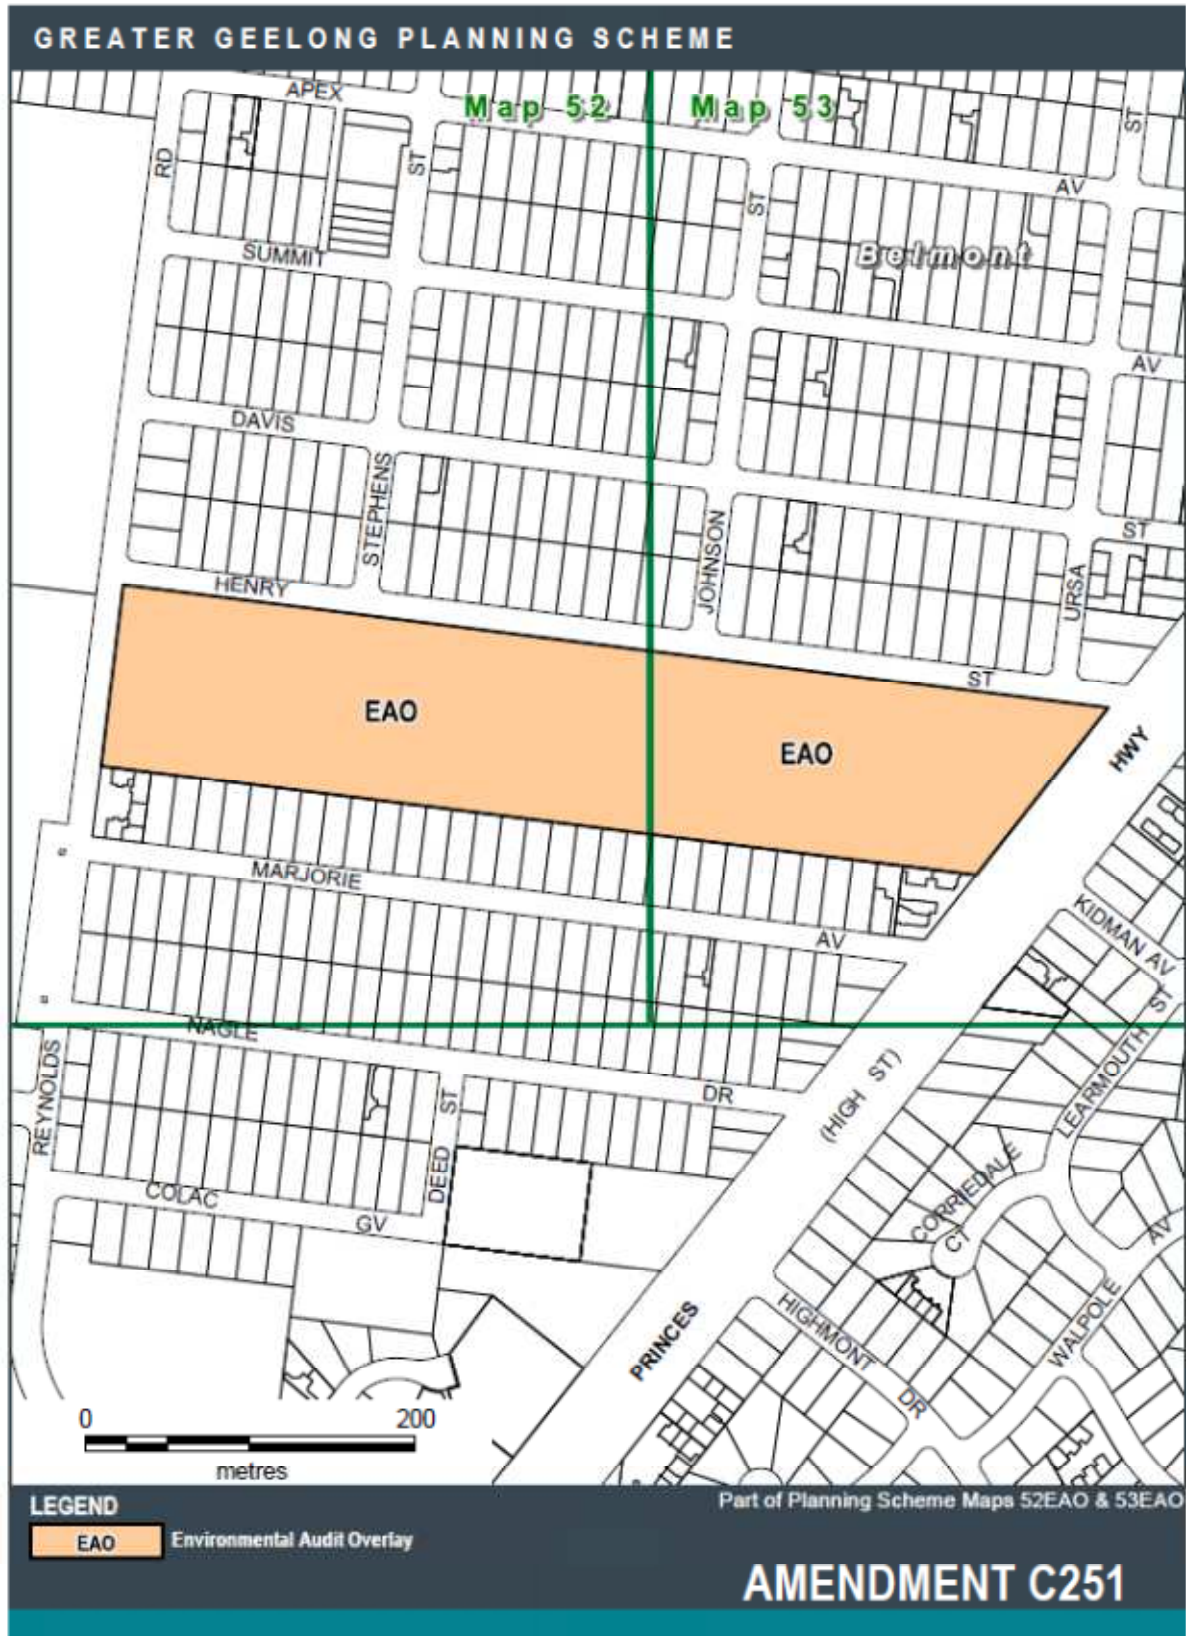 GREATER GEELONG PLANNING SCHEME
APEX
Map 52
Map 53
ST
RD
ST
AV
ST
SUMMIT
Belmont
AV
DAVIS
STEPHENS
JOHNSON
ST
URSA
HENRY
ST
EAO
EAO
HWY
MARJORIE
AV
KIDMAN AV
ST
LEARMOUTH
NAGLE
REYNOLDS
DR
ST
(HIGH ST)
DEED
COLAC
GV
CORRIEDALE
CT
AV
WALPOLE
HIGHMONT
DR
PRINCES
0 200
metres
LEGEND
EAO Environmental Audit Overlay
Part of Planning Scheme Maps 52EAO & 53EAO
AMENDMENT C251